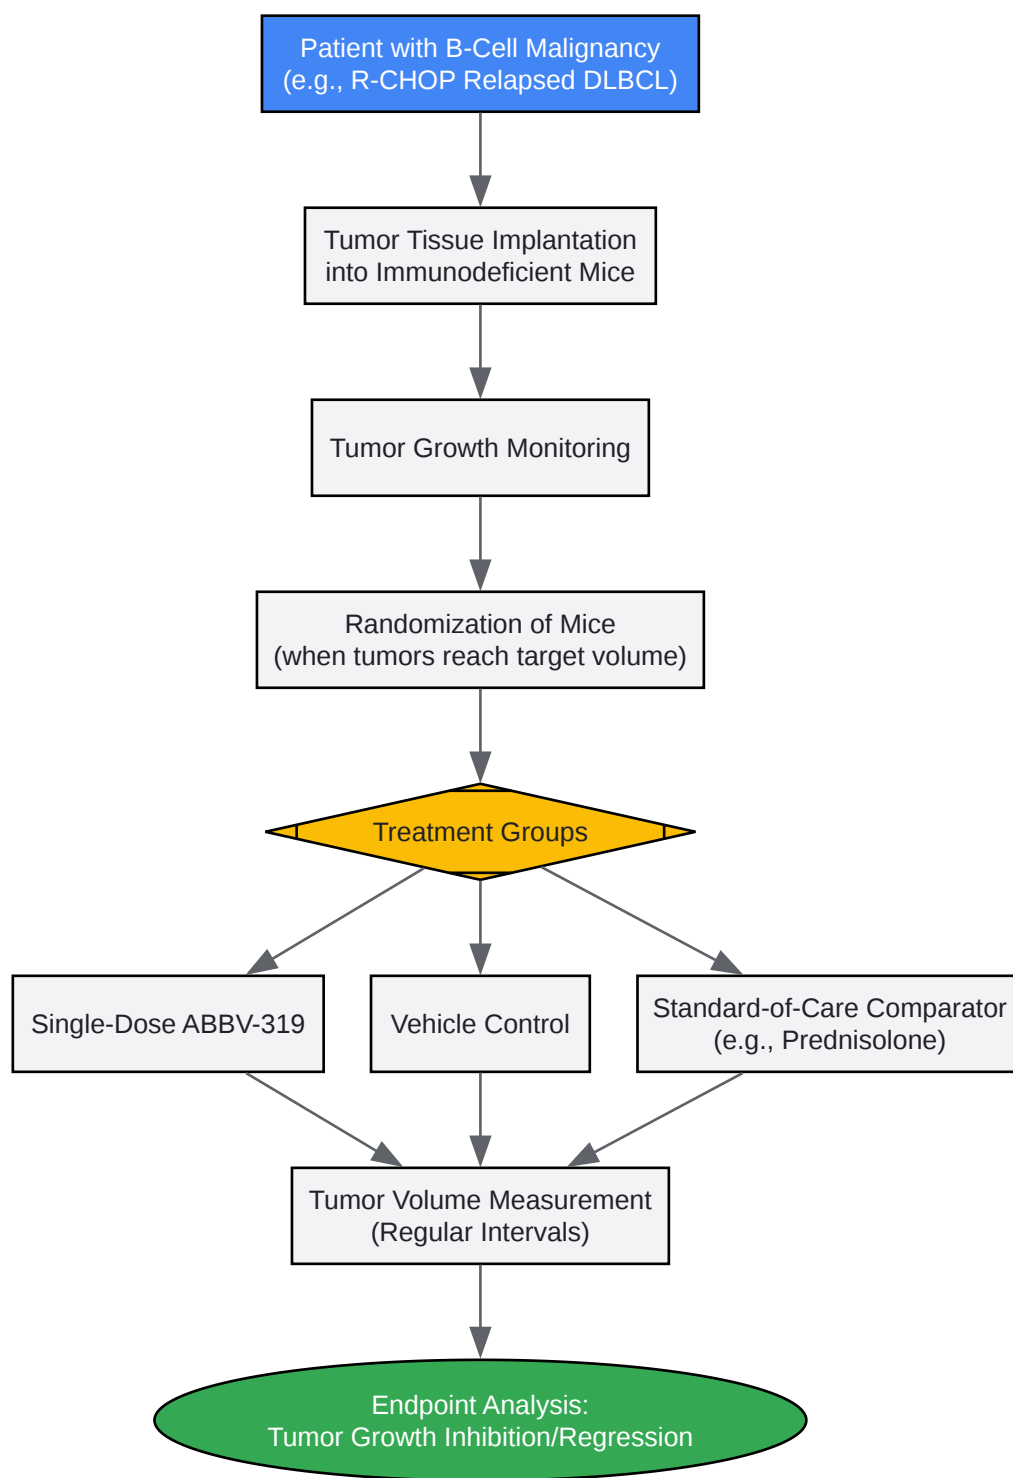 Patient with B-Cell Malignancy
(e.g., R-CHOP Relapsed DLBCL)
Tumor Tissue Implantation
into Immunodeficient Mice
Tumor Growth Monitoring
Randomization of Mice
(when tumors reach target volume)
Treatment Groups
Single-Dose ABBV-319
Vehicle Control
Standard-of-Care Comparator
(e.g., Prednisolone)
Tumor Volume Measurement
(Regular Intervals)
Endpoint Analysis:
Tumor Growth Inhibition/Regression